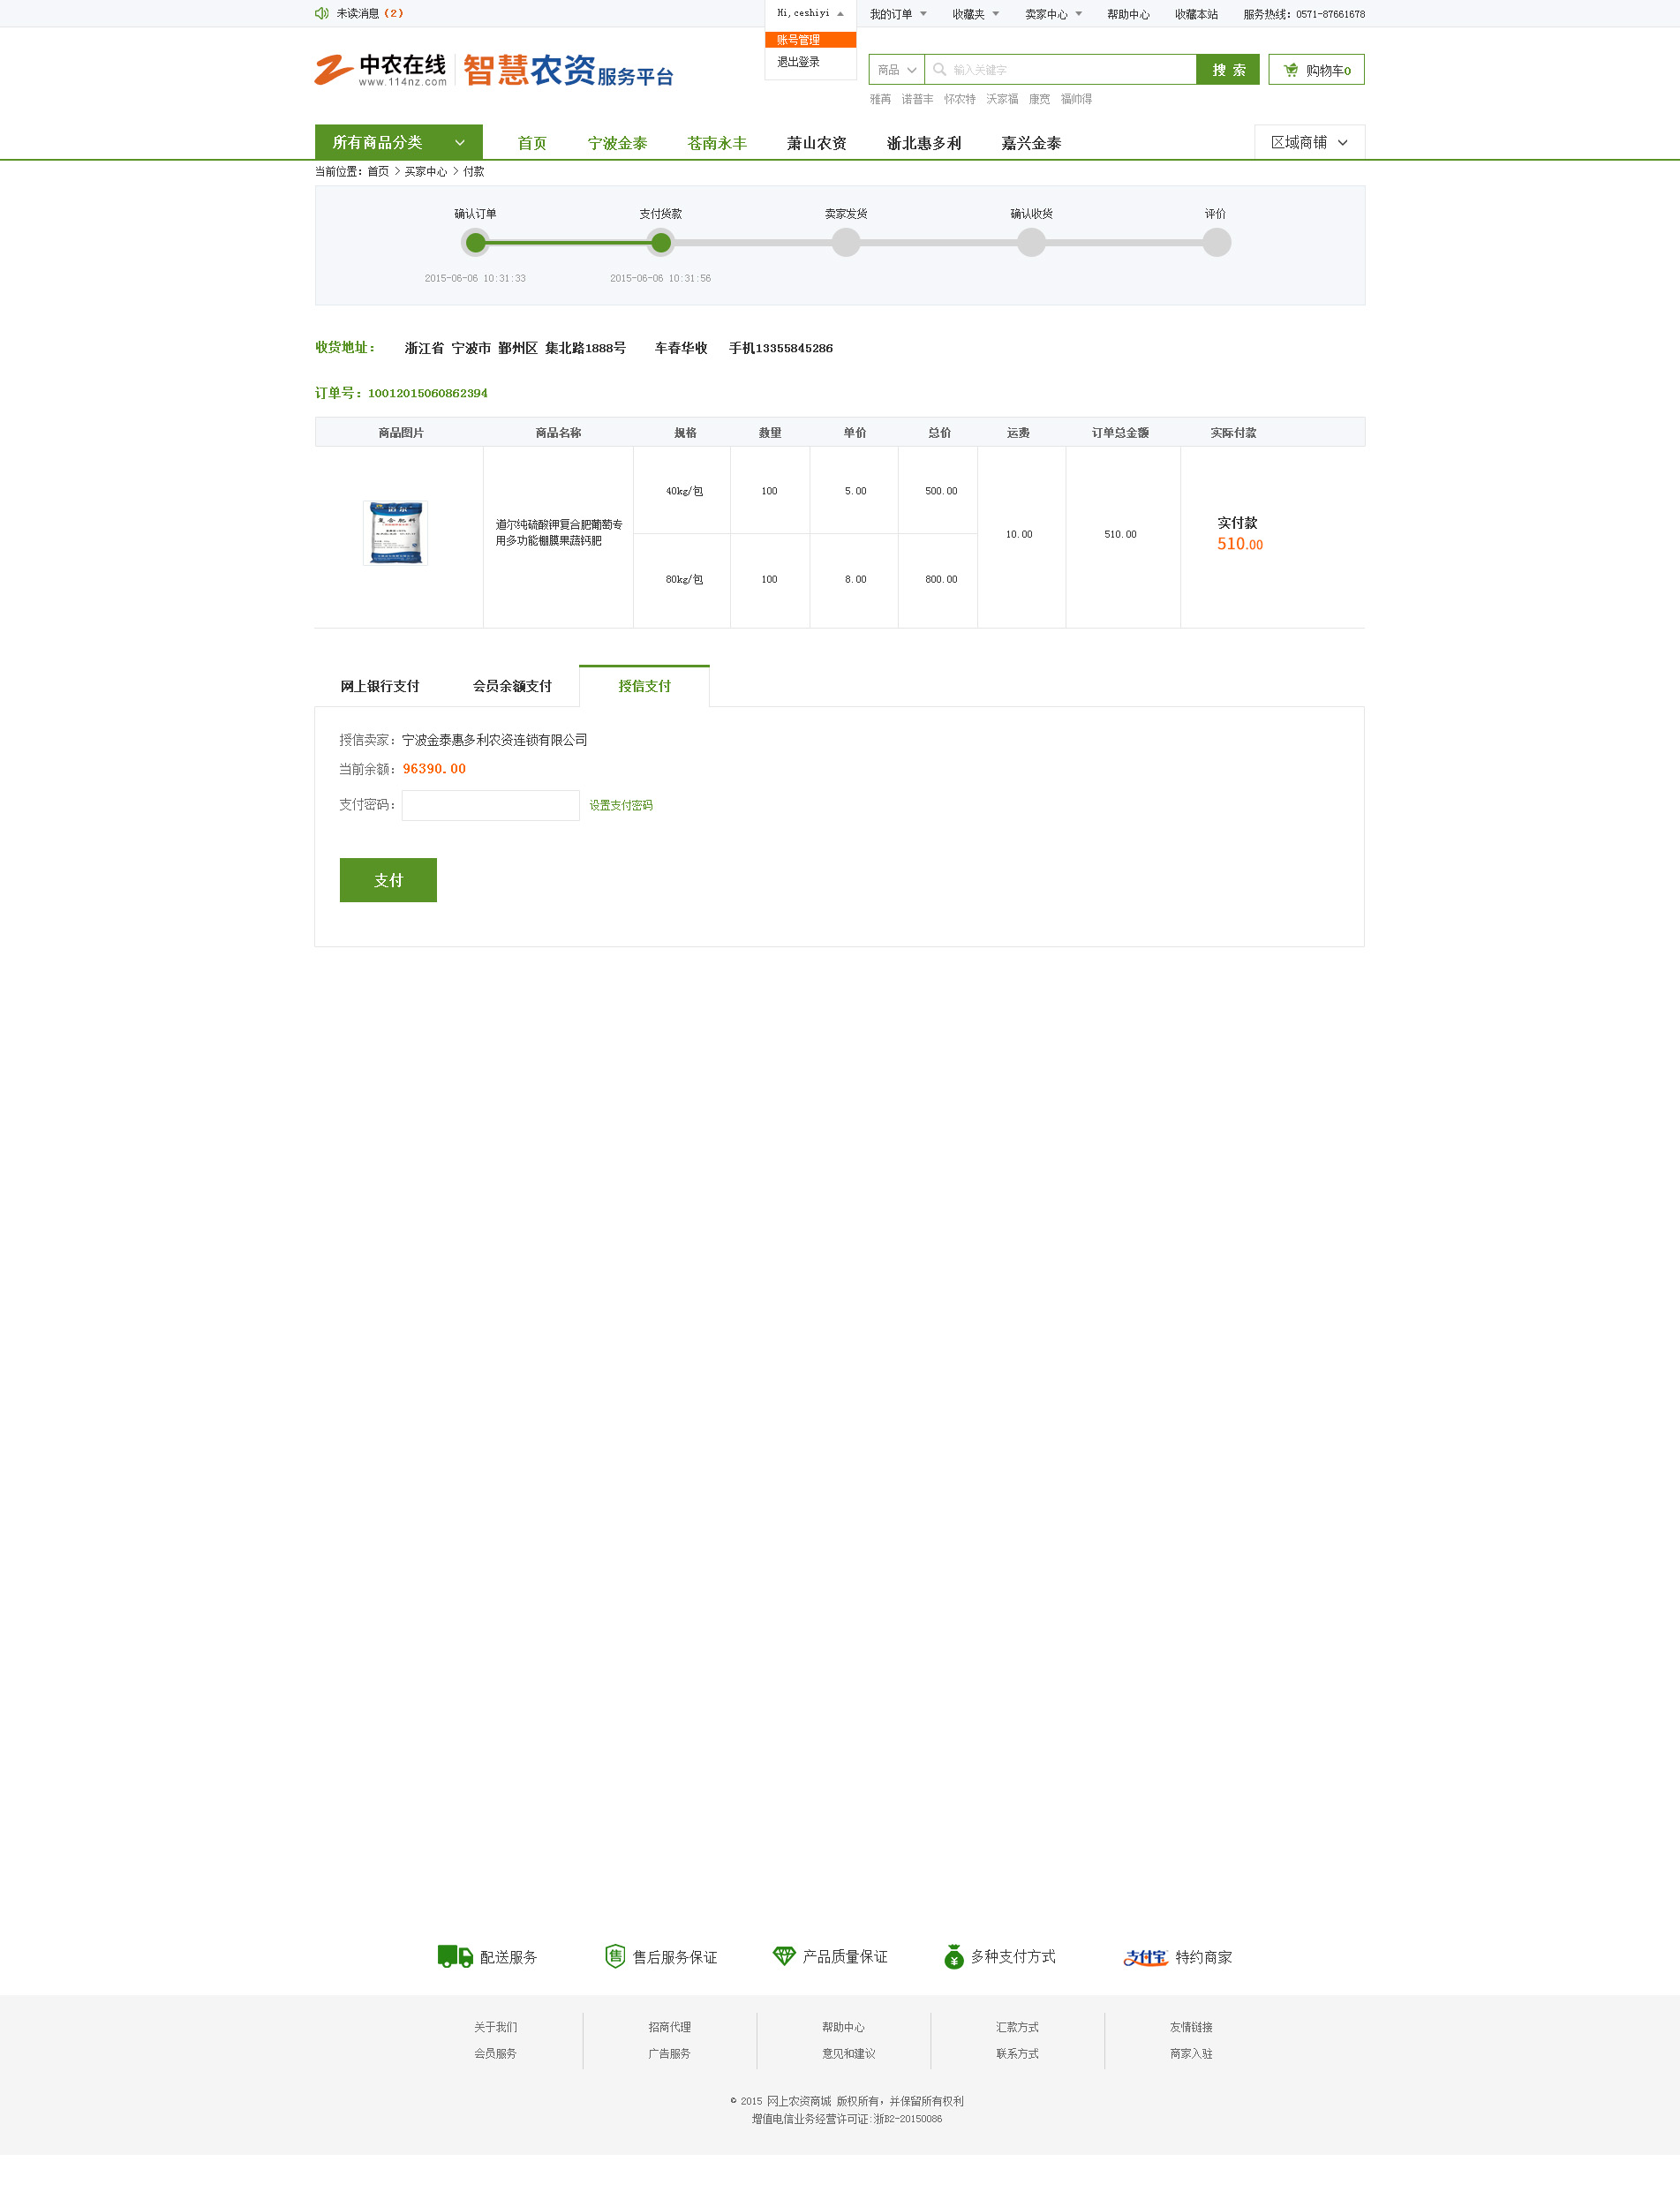 未读消息（2）
Hi,ceshiyi 我的订单 收藏夹 卖家中心 帮助中心 收藏本站 服务热线：0571-87661678
账号管理
退出登录
中农在线 www.114nz.com 智慧农资服务平台
商品 输入关键字 搜 索 购物车0
雅苒 诺普丰 怀农特 沃家福 康宽 福帅得
所有商品分类 首页 宁波金泰 苍南永丰 萧山农资 浙北惠多利 嘉兴金泰 区域商铺
当前位置：首页 > 买家中心 > 付款
确认订单 支付货款 卖家发货 确认收货 评价
2015-06-06 10:31:33 2015-06-06 10:31:56
收货地址： 浙江省 宁波市 鄞州区 集北路1888号 车春华收 手机13355845286
订单号：10012015060862394
商品图片 商品名称 规格 数量 单价 总价 运费 订单总金额 实际付款
复合肥料
道尔纯硫酸钾复合肥葡萄专
用多功能棚膜果蔬钙肥
40kg/包 100 5.00 500.00
80kg/包 100 8.00 800.00
10.00 510.00
实付款
510.00
网上银行支付 会员余额支付 授信支付
授信卖家：宁波金泰惠多利农资连锁有限公司
当前余额：96390.00
支付密码： 设置支付密码
支付
配送服务 售 售后服务保证 产品质量保证 ¥ 多种支付方式 支付宝 特约商家
关于我们 招商代理 帮助中心 汇款方式 友情链接
会员服务 广告服务 意见和建议 联系方式 商家入驻
© 2015 网上农资商城 版权所有，并保留所有权利
增值电信业务经营许可证:浙B2-20150086